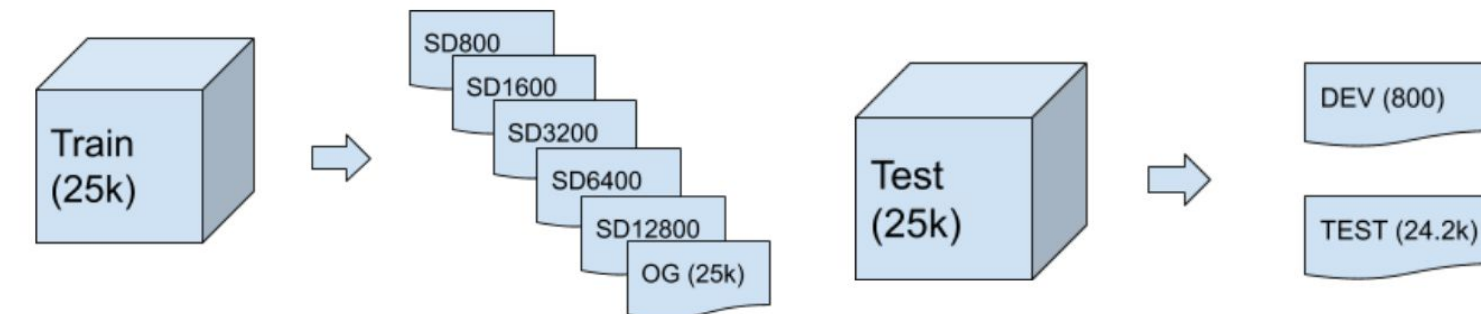 Train
(25k)
SD800
SD1600
SD3200
SD6400
SD12800
OG (25k)
Test
(25k)
DEV (800)
TEST (24.2k)